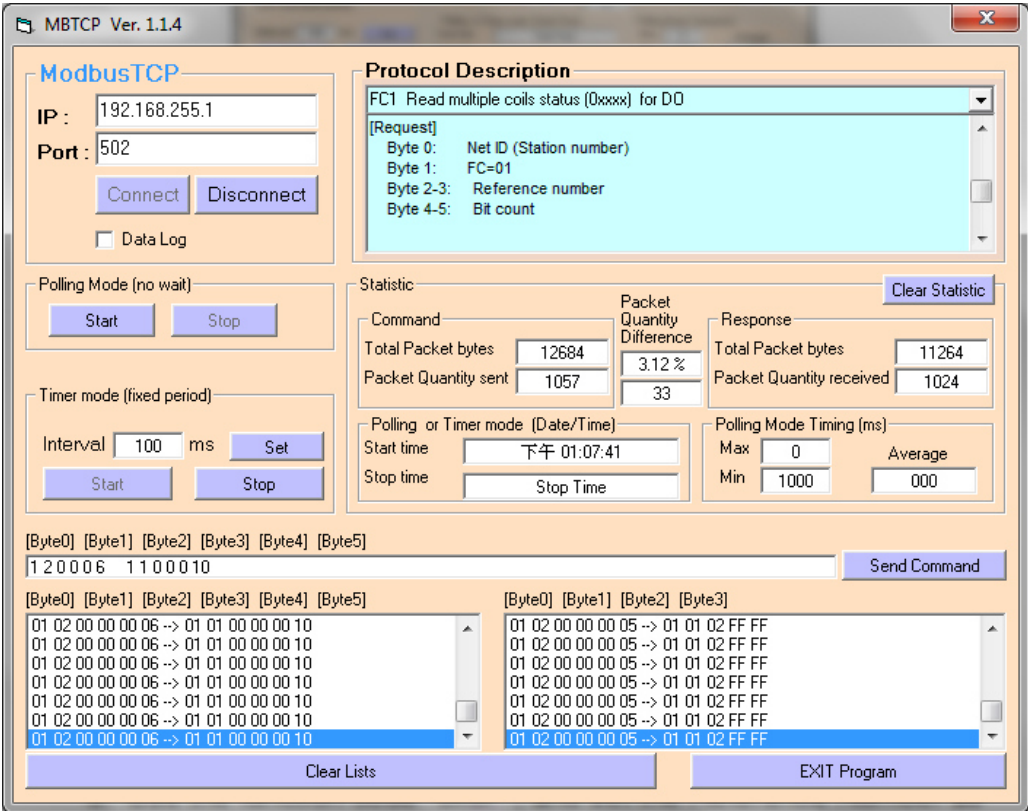 MBTCP Ver. 1.1.4
ModbusTCP
IP :
192.168.255.1
Port :
502
Connect
Disconnect
Data Log
Protocol Description
FC1 Read multiple coils status (0xxxx) for DO
[Request]
Byte 0: Net ID (Station number)
Byte 1: FC=01
Byte 2-3: Reference number
Byte 4-5: Bit count
Polling Mode (no wait)
Start
Stop
Timer mode (fixed period)
Interval 100 ms
Set
Start
Stop
Statistic
Clear Statistic
Command
Total Packet bytes 12684
Packet Quantity sent 1057
Packet
Quantity
Difference
3.12 %
33
Response
Total Packet bytes 11264
Packet Quantity received 1024
Polling or Timer mode (Date/Time)
Start time 下午 01:07:41
Stop time Stop Time
Polling Mode Timing (ms)
Max 0
Min 1000
Average
000
[Byte0] [Byte1] [Byte2] [Byte3] [Byte4] [Byte5]
1 2 0 0 0 6 1 1 0 0 0 10
Send Command
[Byte0] [Byte1] [Byte2] [Byte3] [Byte4] [Byte5]
01 02 00 00 00 06 --> 01 01 00 00 00 10
01 02 00 00 00 06 --> 01 01 00 00 00 10
01 02 00 00 00 06 --> 01 01 00 00 00 10
01 02 00 00 00 06 --> 01 01 00 00 00 10
01 02 00 00 00 06 --> 01 01 00 00 00 10
01 02 00 00 00 06 --> 01 01 00 00 00 10
01 02 00 00 00 06 --> 01 01 00 00 00 10
[Byte0] [Byte1] [Byte2] [Byte3]
01 02 00 00 00 05 --> 01 01 02 FF FF
01 02 00 00 00 05 --> 01 01 02 FF FF
01 02 00 00 00 05 --> 01 01 02 FF FF
01 02 00 00 00 05 --> 01 01 02 FF FF
01 02 00 00 00 05 --> 01 01 02 FF FF
01 02 00 00 00 05 --> 01 01 02 FF FF
01 02 00 00 00 05 --> 01 01 02 FF FF
Clear Lists
EXIT Program